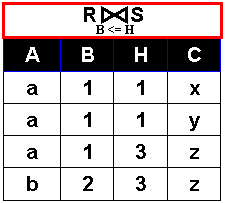 R ⋈ S
B <= H
A B H C
a 1 1 x
a 1 1 y
a 1 3 z
b 2 3 z